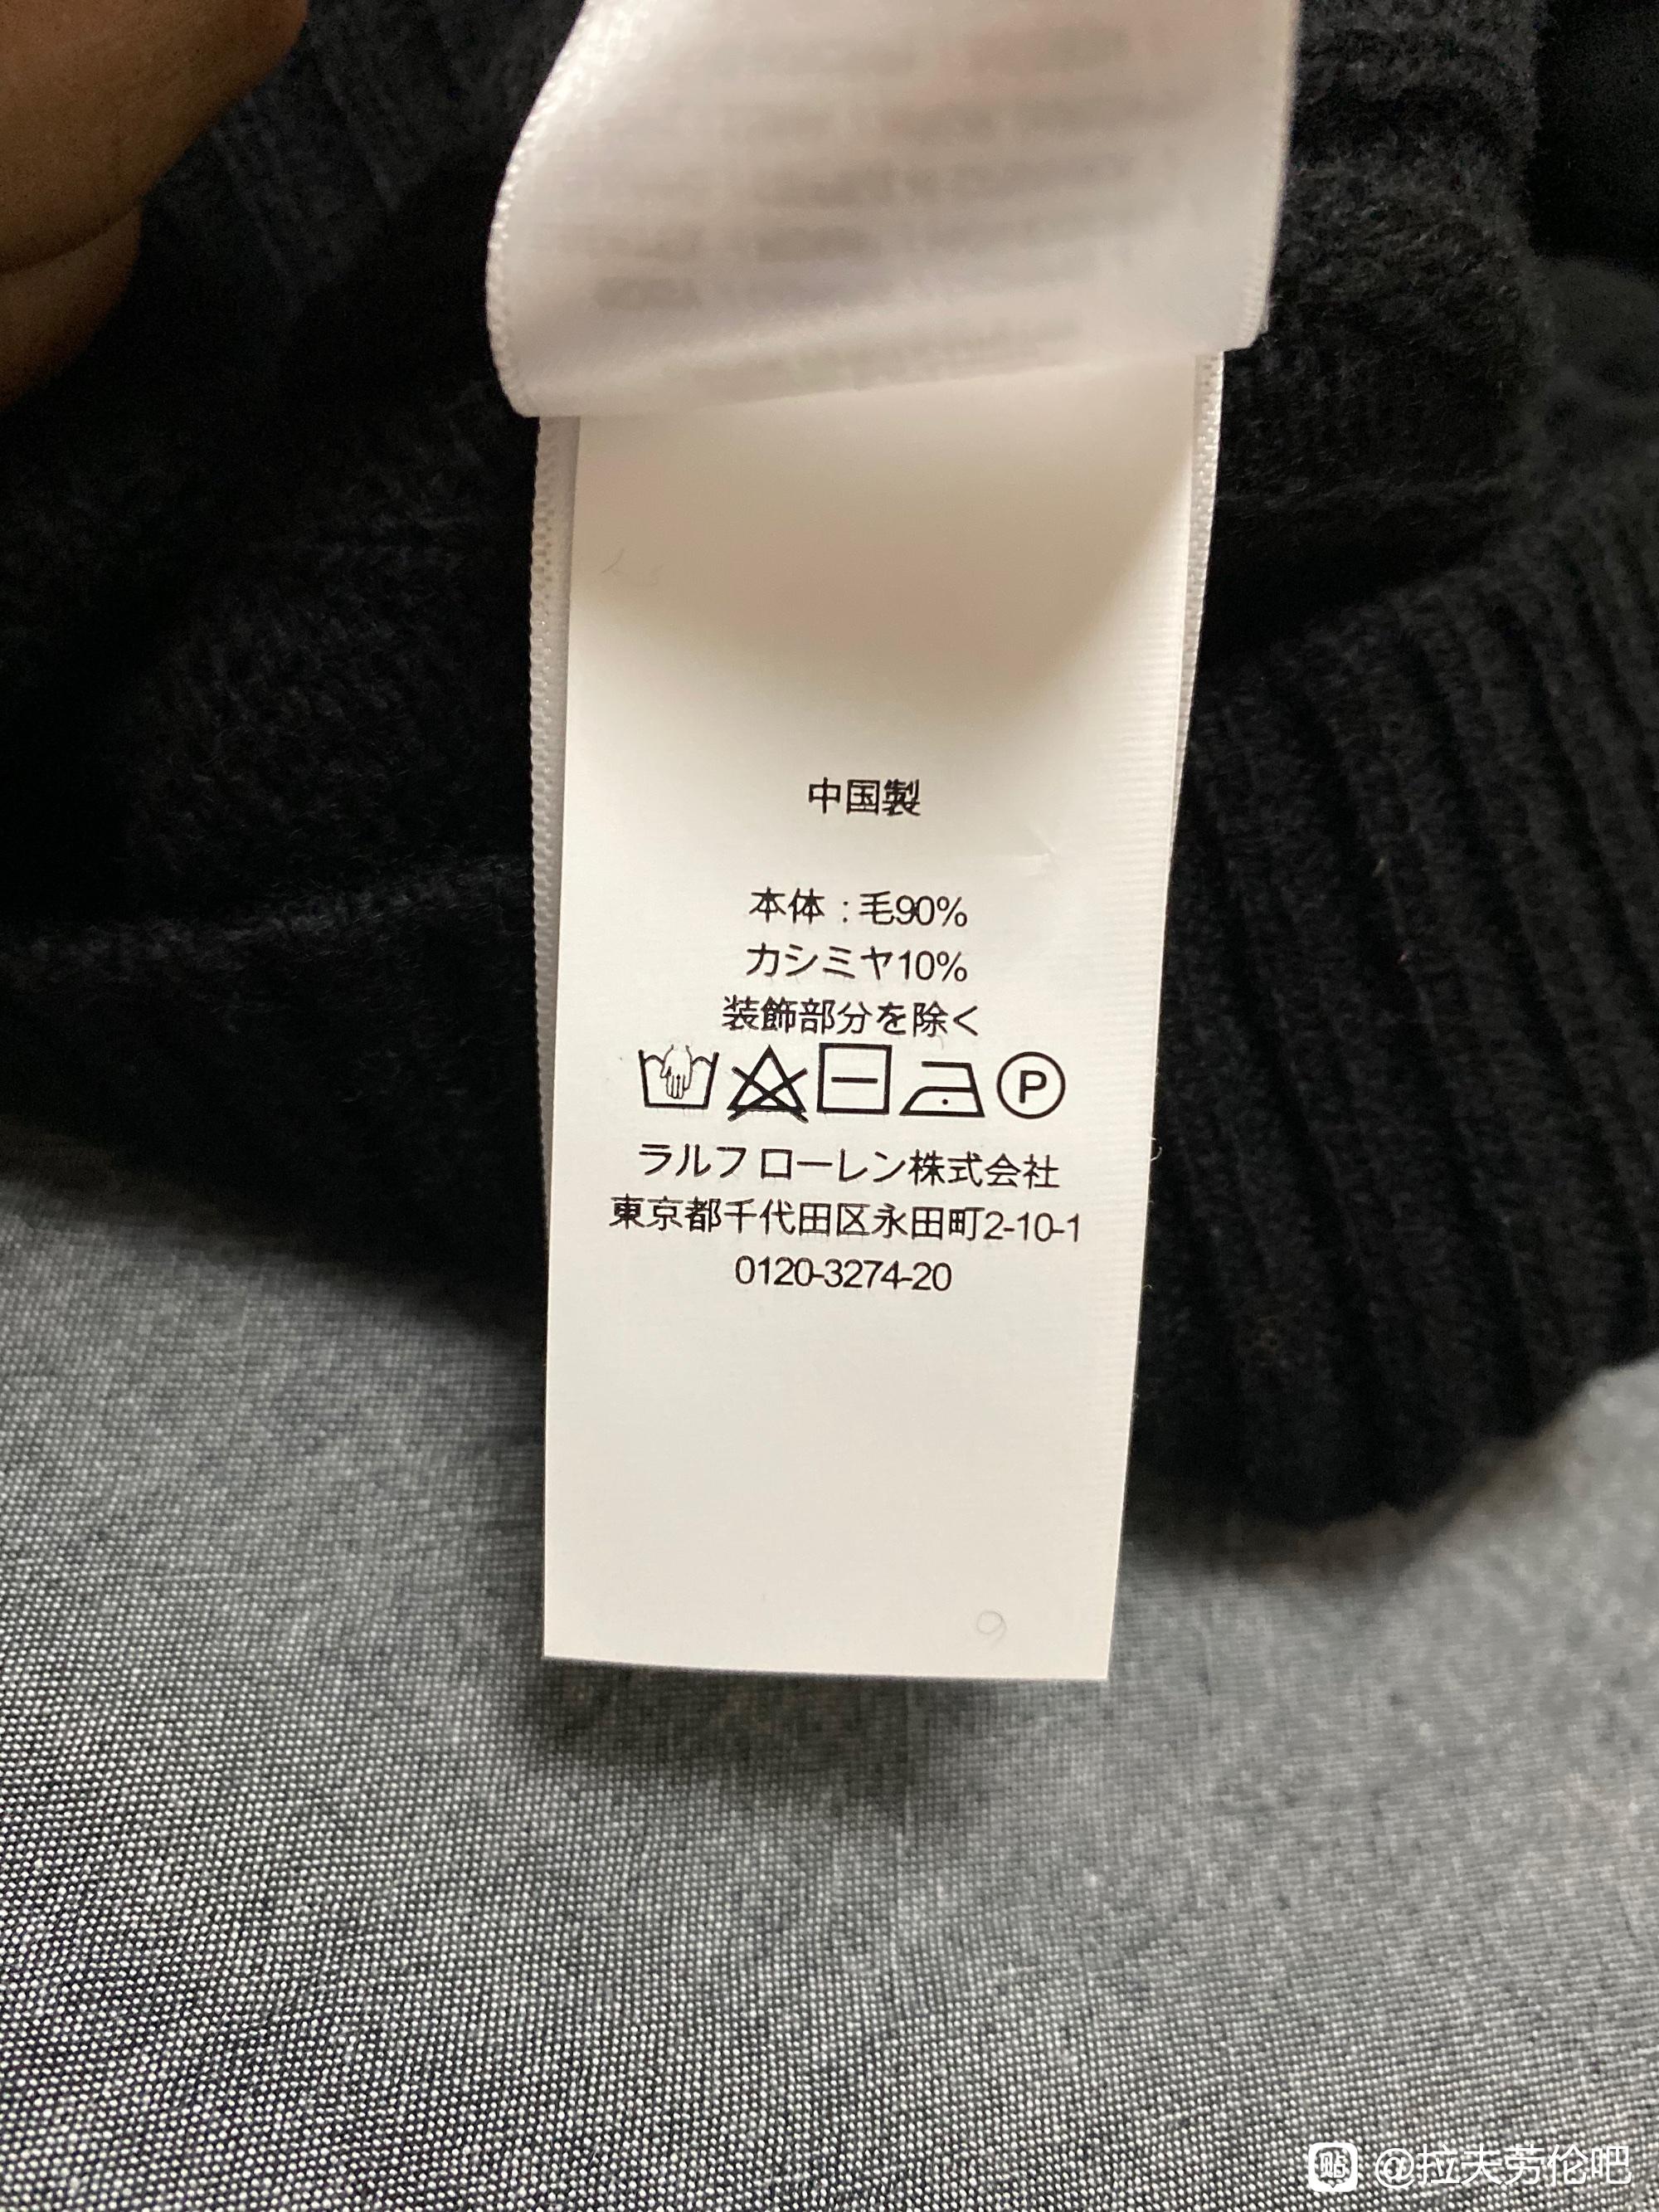 中国製
本体 : 毛90%
カシミヤ10%
装飾部分を除く
P
ラルフ ローレン株式会社
東京都千代田区永田町2-10-1
0120-3274-20
贴 @拉夫劳伦吧